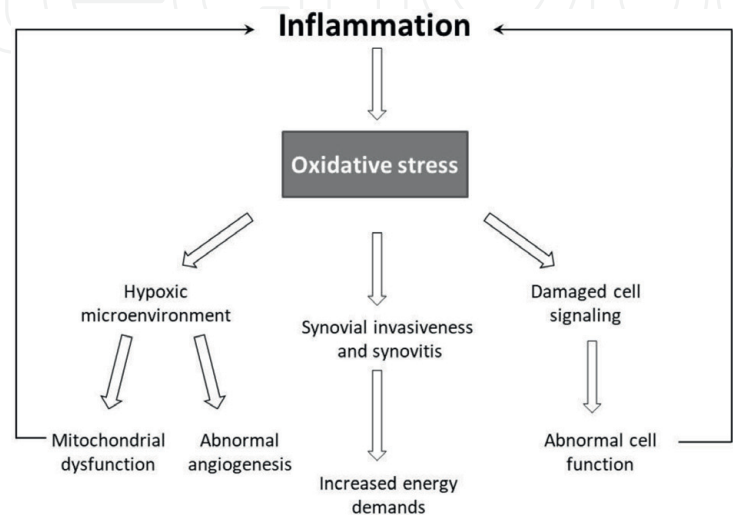 Inflammation
Oxidative stress
Hypoxic
microenvironment
Synovial invasiveness
and synovitis
Damaged cell
signaling
Mitochondrial
dysfunction
Abnormal
angiogenesis
Increased energy
demands
Abnormal cell
function